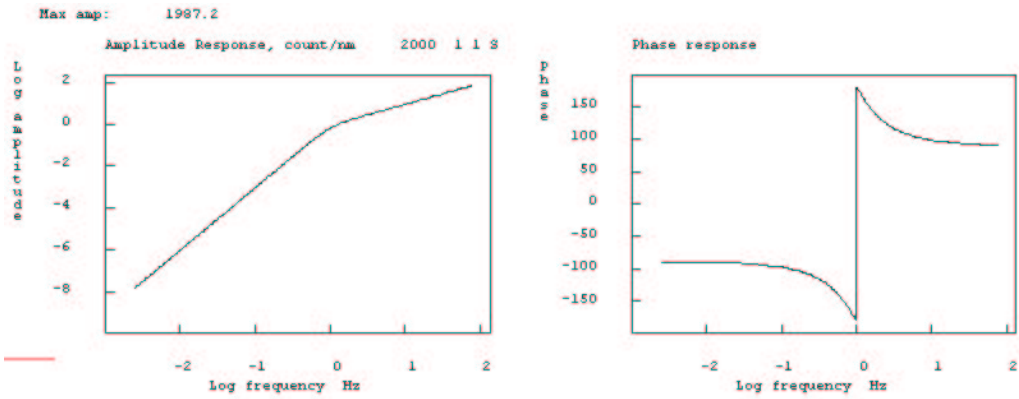 Max amp: 1987.2
Amplitude Response, count/nm 2000 1 1 S
Log amplitude
2
0
-2
-4
-6
-8
-2 -1 0 1 2
Log frequency Hz
Phase response
Phase
150
100
50
0
-50
-100
-150
-2 -1 0 1 2
Log frequency Hz